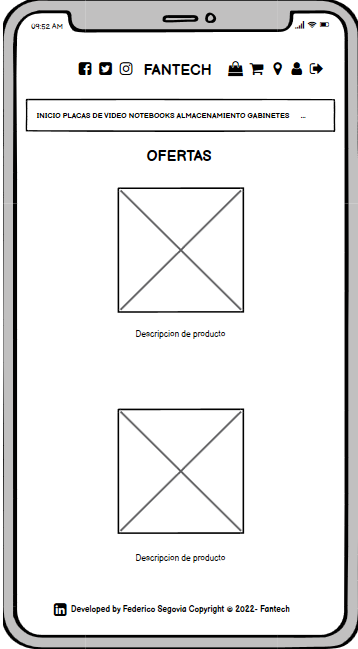 09:52 AM
FANTECH
INICIO PLACAS DE VIDEO NOTEBOOKS ALMACENAMIENTO GABINETES ...
OFERTAS
Descripcion de producto
Descripcion de producto
in Developed by Federico Segovia Copyright © 2022- Fantech